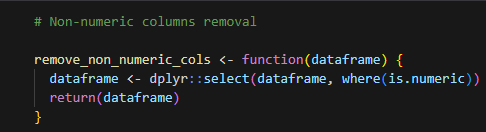 # Non-numeric columns removal
remove_non_numeric_cols <- function(dataframe) {
dataframe <- dplyr::select(dataframe, where(is.numeric))
return(dataframe)
}